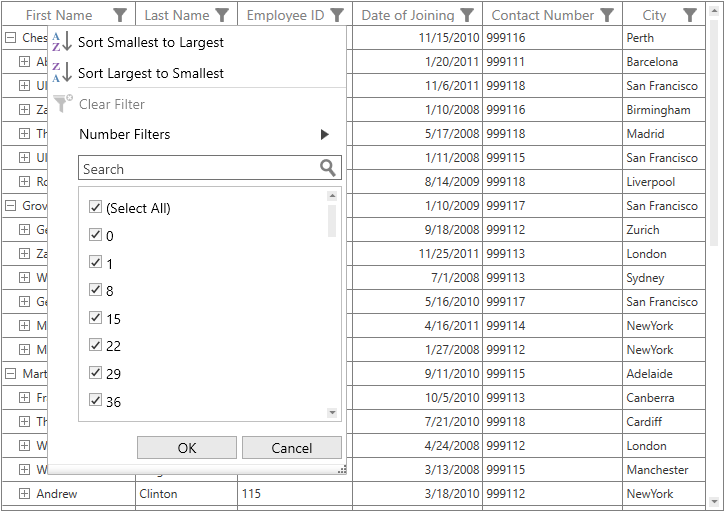 First Name Last Name Employee ID Date of Joining Contact Number City
Ches 11/15/2010 999116 Perth
Ab 1/20/2011 999111 Barcelona
Ul 11/6/2011 999118 San Francisco
Za 1/10/2008 999116 Birmingham
Th 5/17/2008 999118 Madrid
Ul 1/11/2008 999115 San Francisco
Ro 8/14/2009 999118 Liverpool
Grov 1/10/2009 999117 San Francisco
Ge 9/18/2008 999112 Zurich
Za 11/25/2011 999113 London
W 7/1/2008 999113 Sydney
Ge 5/16/2010 999117 San Francisco
M 4/16/2011 999114 NewYork
M 1/27/2008 999112 NewYork
Mart 9/11/2010 999115 Adelaide
Fr 10/5/2010 999113 Canberra
Th 7/21/2010 999118 Cardiff
W 4/24/2008 999112 London
W 3/13/2008 999115 Manchester
Andrew Clinton 115 3/18/2010 999112 NewYork
A
Z
Sort Smallest to Largest
Z
A
Sort Largest to Smallest
Clear Filter
Number Filters
Search
(Select All)
0
1
8
15
22
29
36
OK Cancel